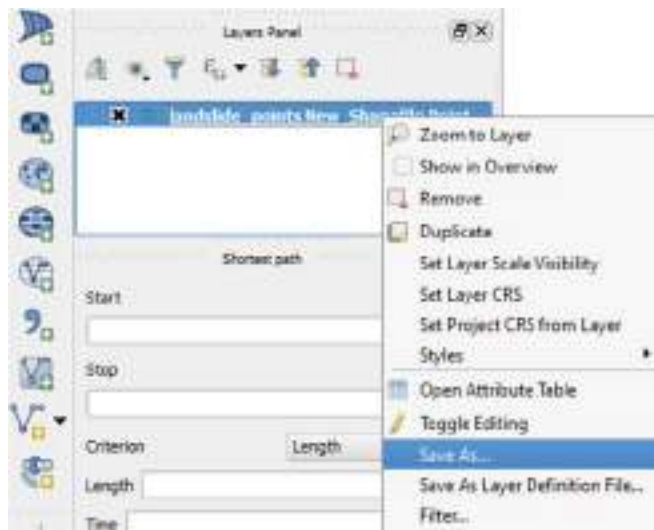 Layers Panel
landslide_points New_Shapefile Point
Zoom to Layer
Show in Overview
Remove
Duplicate
Set Layer Scale Visibility
Set Layer CRS
Set Project CRS from Layer
Styles
Open Attribute Table
Toggle Editing
Save As...
Save As Layer Definition File...
Filter...
Shortest path
Start
Stop
Criterion
Length
Length
Time